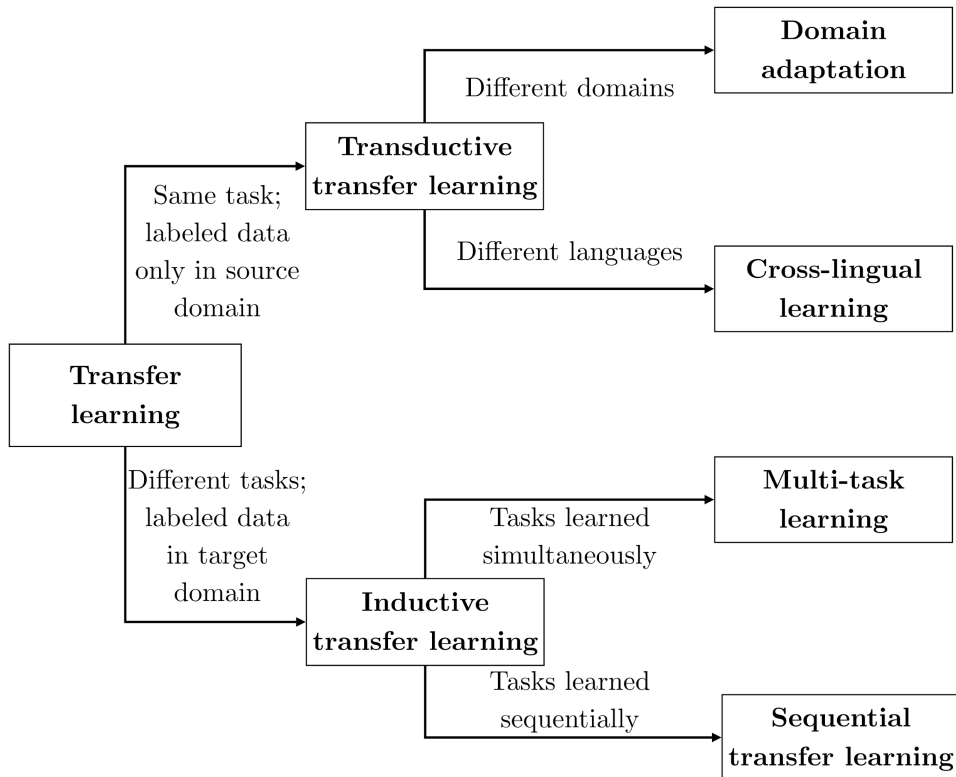 Domain
adaptation
Different domains
Transductive
transfer learning
Same task;
labeled data
only in source
domain
Different languages
Cross-lingual
learning
Transfer
learning
Different tasks;
labeled data
in target
domain
Multi-task
learning
Tasks learned
simultaneously
Inductive
transfer learning
Tasks learned
sequentially
Sequential
transfer learning